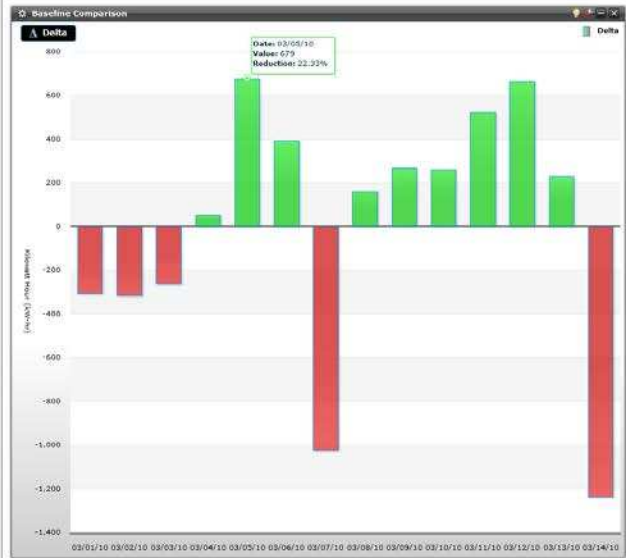 Baseline Comparison
Δ Delta
Delta
Date: 03/05/10
Value: 679
Reduction: 22.33%
800
600
400
200
0
-200
-400
-600
-800
-1.000
-1.200
-1.400
Kilowatt Hour (kW-hr)
03/01/10 03/02/10 03/03/10 03/04/10 03/05/10 03/06/10 03/07/10 03/08/10 03/09/10 03/10/10 03/11/10 03/12/10 03/13/10 03/14/10